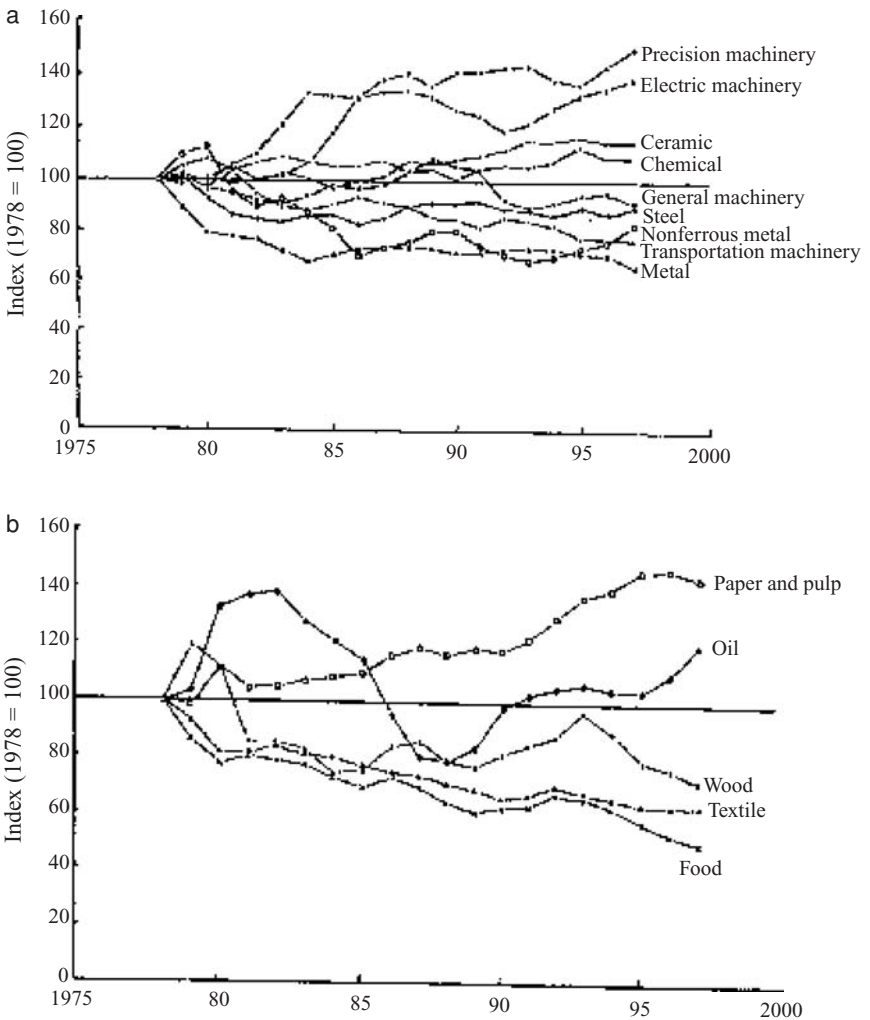 a
160
140
120
100
80
60
40
20
0
Index (1978 = 100)
Precision machinery
Electric machinery
Ceramic
Chemical
General machinery
Steel
Nonferrous metal
Transportation machinery
Metal
1975 80 85 90 95 2000
b
160
140
120
100
80
60
40
20
0
Index (1978 = 100)
Paper and pulp
Oil
Wood
Textile
Food
1975 80 85 90 95 2000